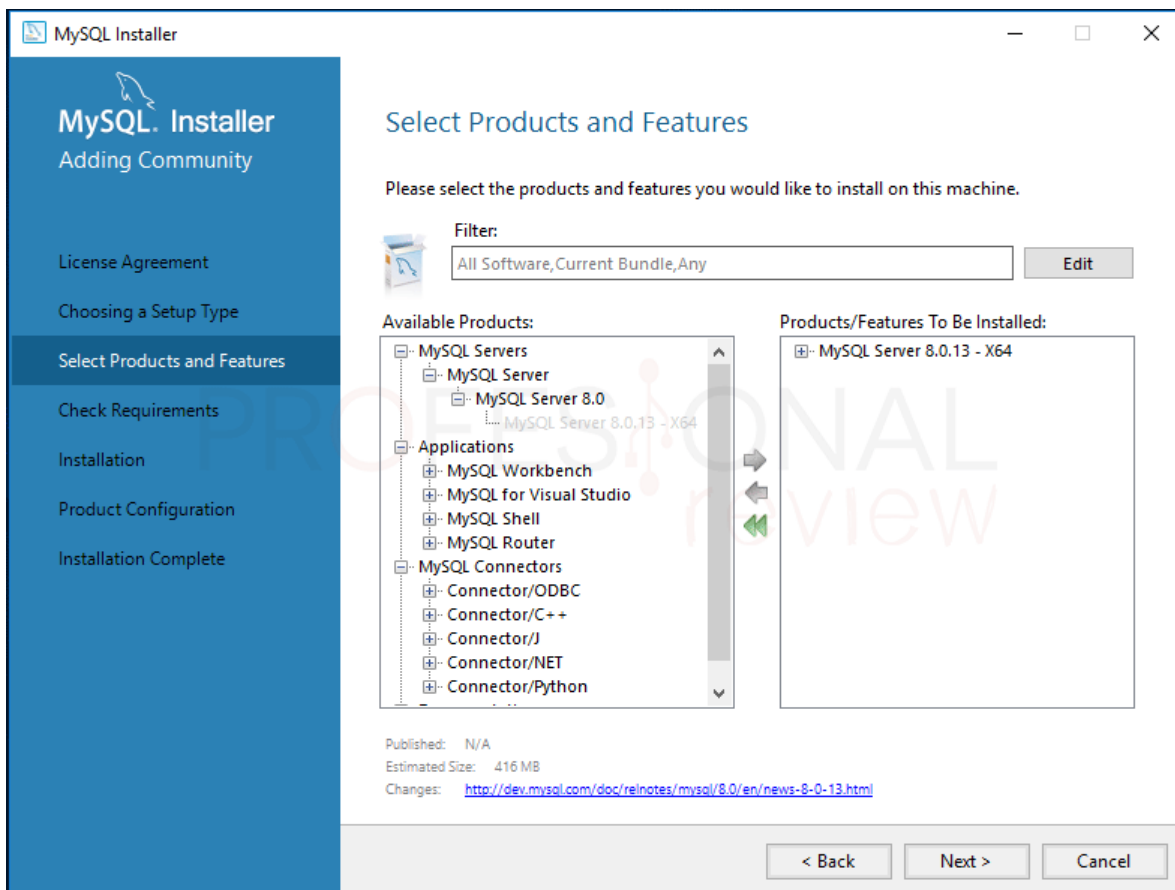 MySQL Installer
MySQL. Installer
Adding Community
License Agreement
Choosing a Setup Type
Select Products and Features
Check Requirements
Installation
Product Configuration
Installation Complete
Select Products and Features
Please select the products and features you would like to install on this machine.
Filter:
All Software,Current Bundle,Any
Edit
Available Products:
MySQL Servers
MySQL Server
MySQL Server 8.0
MySQL Server 8.0.13 - X64
Applications
MySQL Workbench
MySQL for Visual Studio
MySQL Shell
MySQL Router
MySQL Connectors
Connector/ODBC
Connector/C++
Connector/J
Connector/NET
Connector/Python
Products/Features To Be Installed:
MySQL Server 8.0.13 - X64
PROFESIONAL
review
Published: N/A
Estimated Size: 416 MB
Changes: http://dev.mysql.com/doc/relnotes/mysql/8.0/en/news-8-0-13.html
< Back
Next >
Cancel